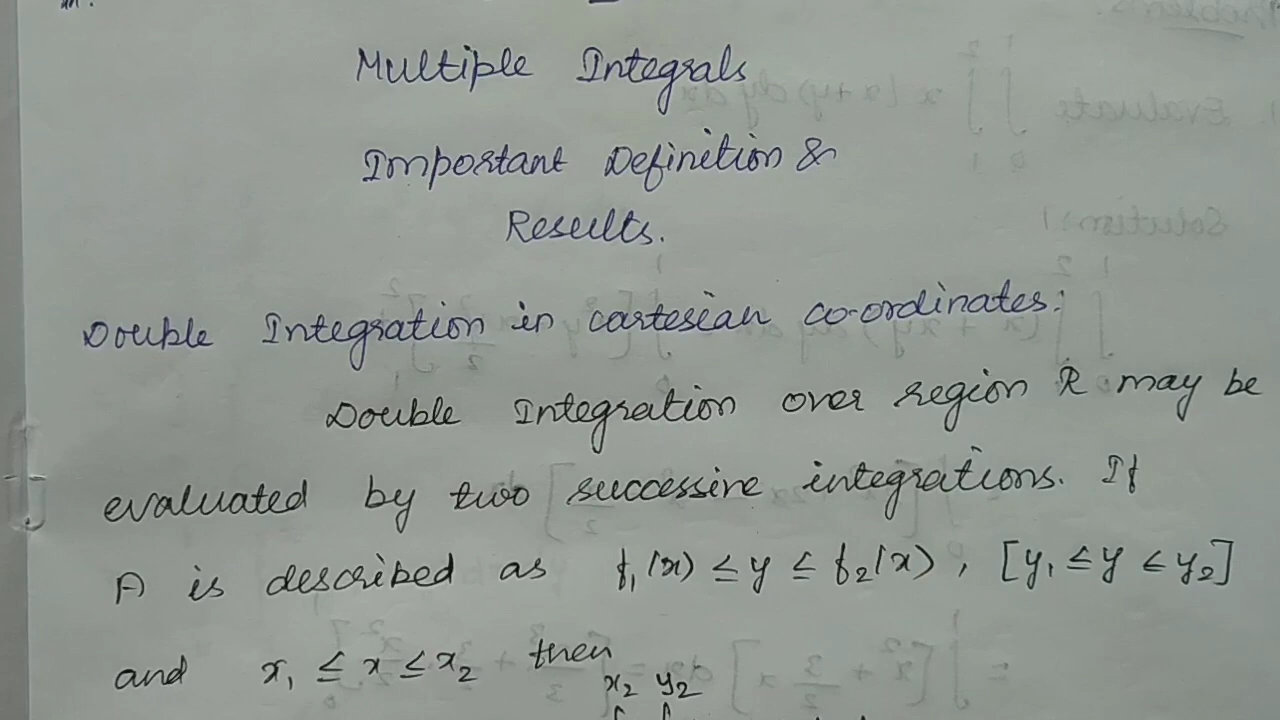 Multiple Integrals
Important Definition &
Results.
Double Integration in cartesian co-ordinates:
Double Integration over region R may be
evaluated by two successive integrations. If
A is described as f₁(x) ≤ y ≤ f₂(x), [y₁ ≤ y ≤ y₂]
and x₁ ≤ x ≤ x₂ then
x₂ y₂